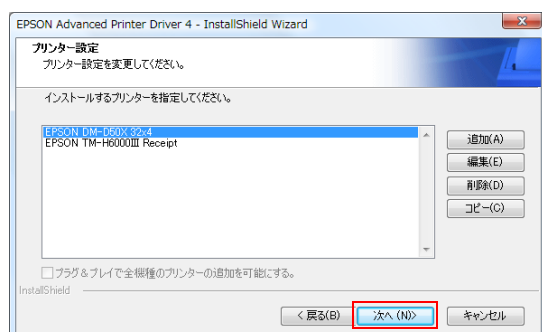 EPSON Advanced Printer Driver 4 - InstallShield Wizard
プリンター設定
プリンター設定を変更してください。
インストールするプリンターを指定してください。
EPSON DM-D50X 32x4
EPSON TM-H6000III Receipt
追加(A)
編集(E)
削除(D)
コピー(C)
プラグ＆プレイで全機種のプリンターの追加を可能にする。
InstallShield
< 戻る(B)
次へ (N)>
キャンセル